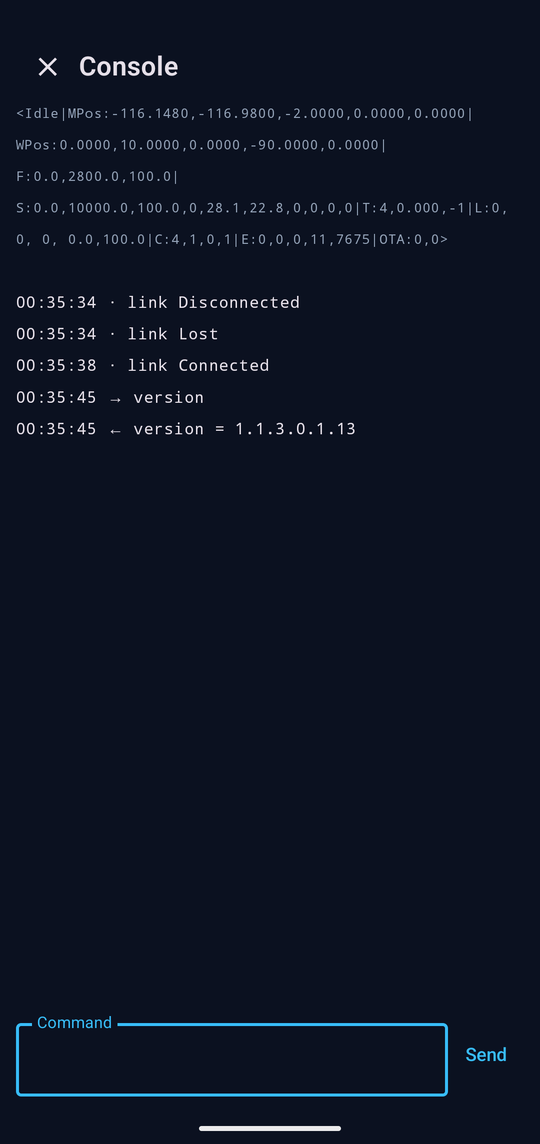 Console
<Idle|MPos:-116.1480,-116.9800,-2.0000,0.0000,0.0000|
WPos:0.0000,10.0000,0.0000,-90.0000,0.0000|
F:0.0,2800.0,100.0|
S:0.0,10000.0,100.0,0,28.1,22.8,0,0,0,0|T:4,0.000,-1|L:0,
0, 0, 0.0,100.0|C:4,1,0,1|E:0,0,0,11,7675|OTA:0,0>
00:35:34 · link Disconnected
00:35:34 · link Lost
00:35:38 · link Connected
00:35:45 → version
00:35:45 ← version = 1.1.3.0.1.13
Command
Send